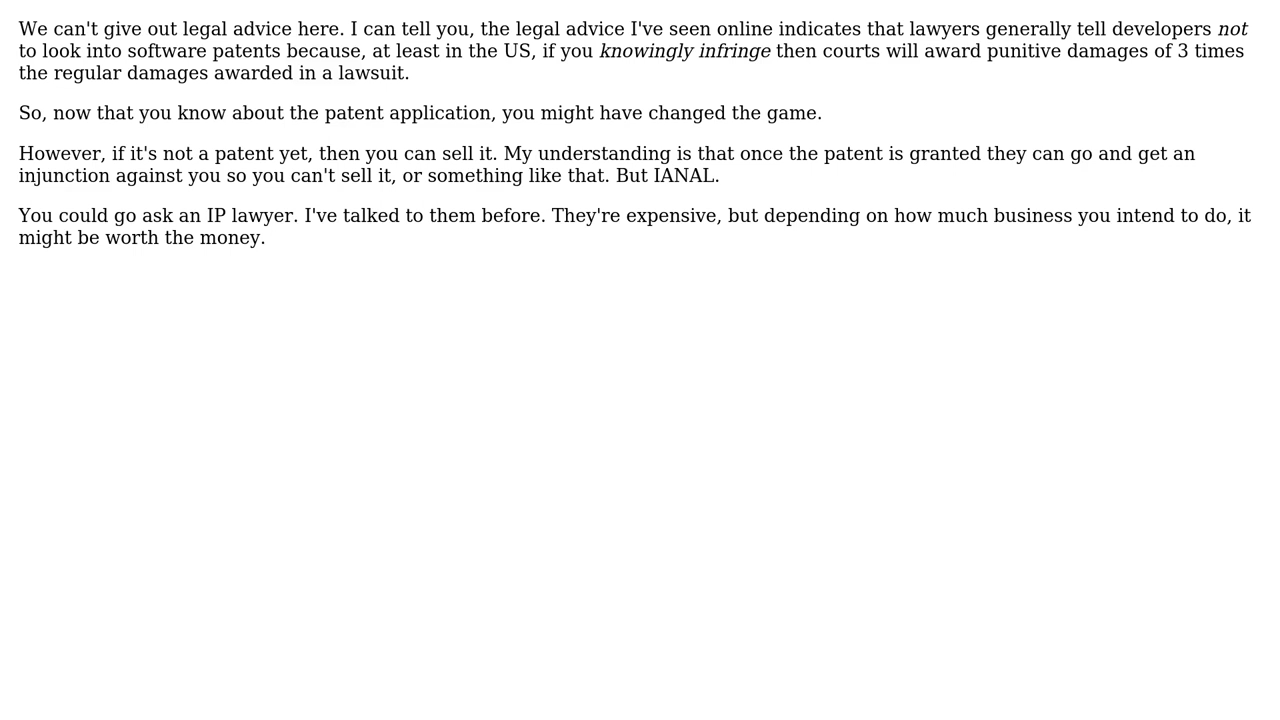 We can't give out legal advice here. I can tell you, the legal advice I've seen online indicates that lawyers generally tell developers not
to look into software patents because, at least in the US, if you knowingly infringe then courts will award punitive damages of 3 times
the regular damages awarded in a lawsuit.
So, now that you know about the patent application, you might have changed the game.
However, if it's not a patent yet, then you can sell it. My understanding is that once the patent is granted they can go and get an
injunction against you so you can't sell it, or something like that. But IANAL.
You could go ask an IP lawyer. I've talked to them before. They're expensive, but depending on how much business you intend to do, it
might be worth the money.